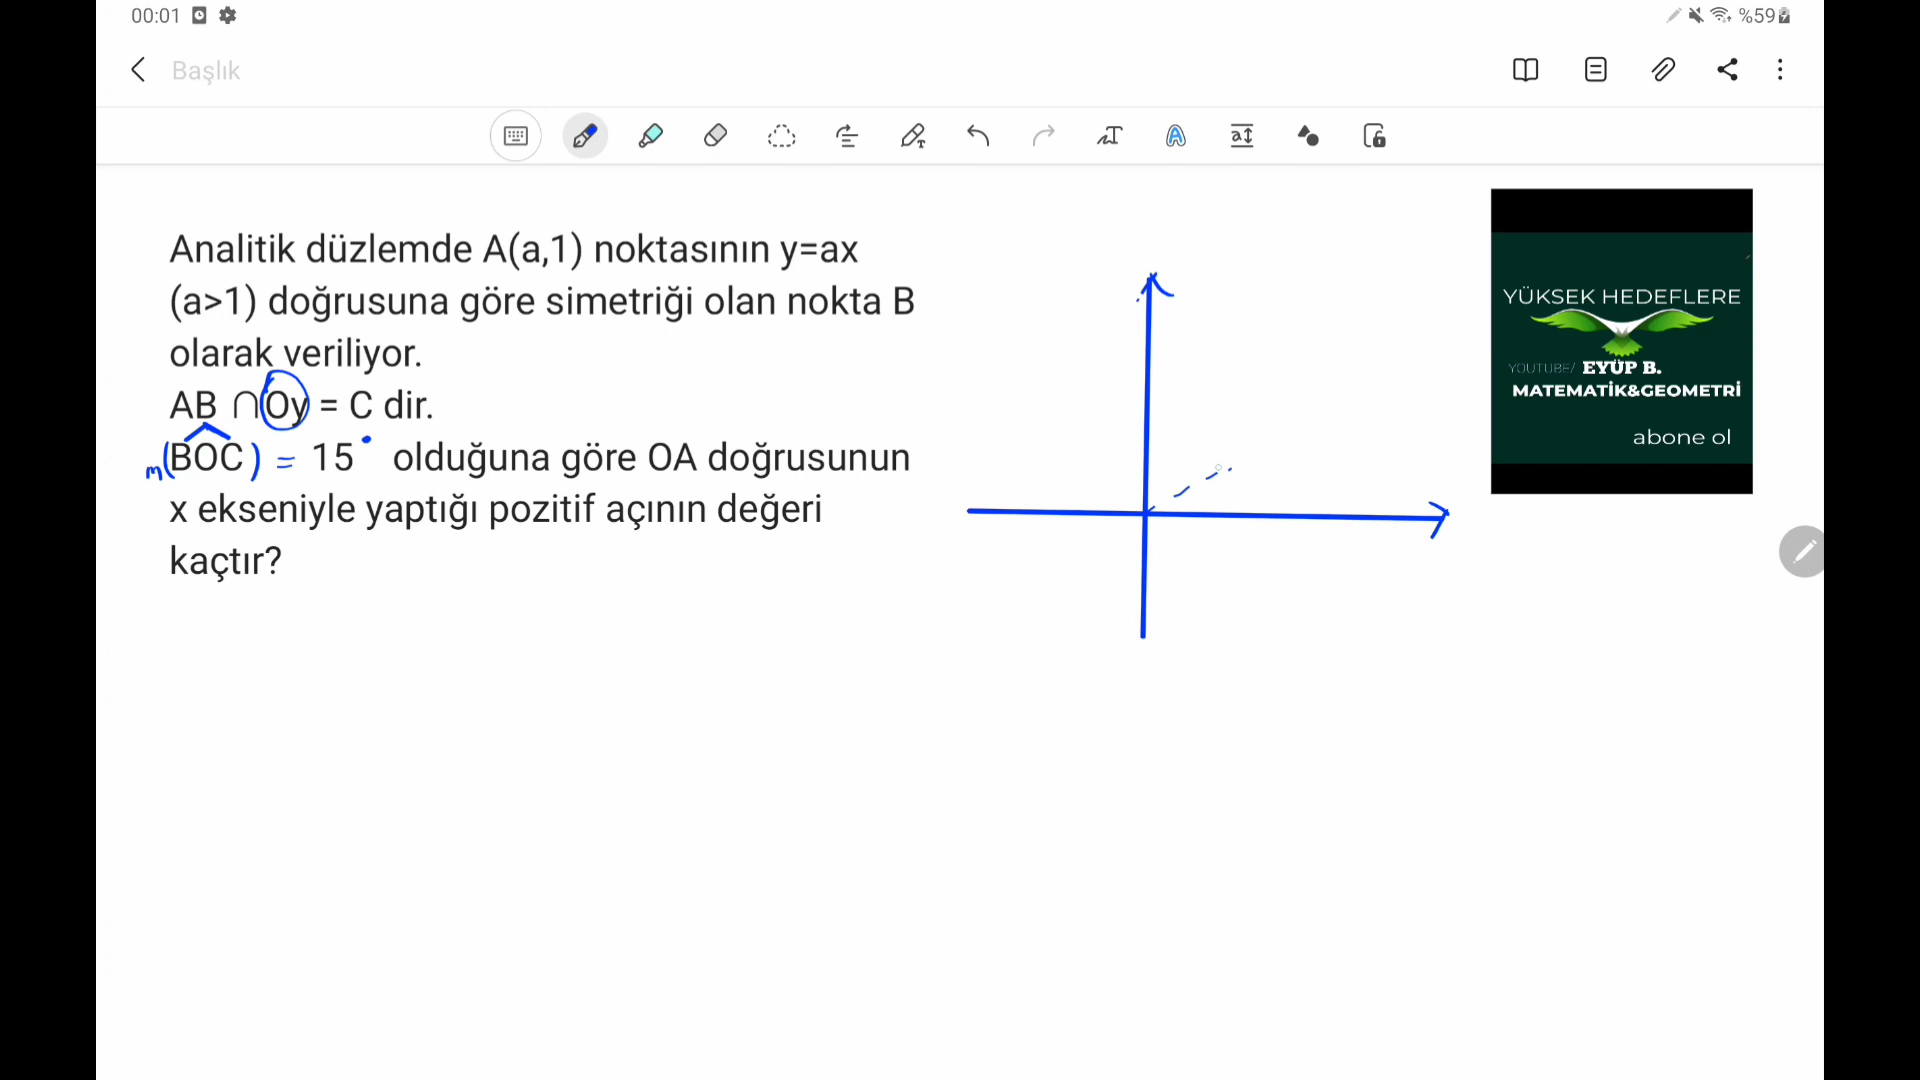 00:01
%59
Başlık
Analitik düzlemde A(a,1) noktasının y=ax
(a>1) doğrusuna göre simetriği olan nokta B
olarak veriliyor.
AB ∩ Oy = C dir.
m(BOC) = 15° olduğuna göre OA doğrusunun
x ekseniyle yaptığı pozitif açının değeri
kaçtır?
YÜKSEK HEDEFLERE
YOUTUBE/ EYÜP B.
MATEMATİK&GEOMETRİ
abone ol